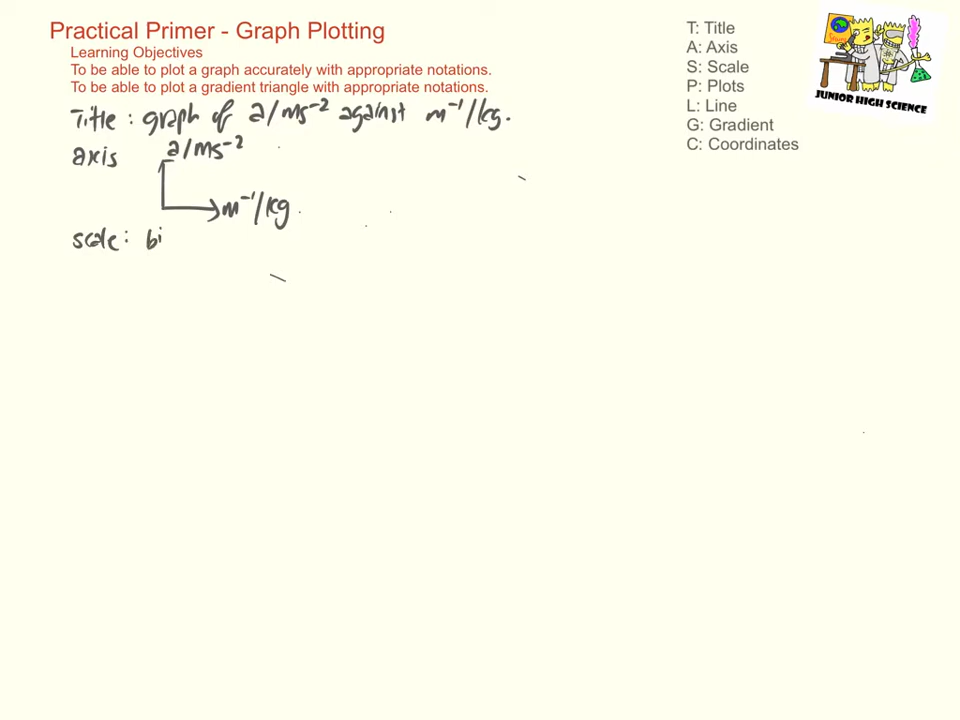 Practical Primer - Graph Plotting
Learning Objectives
To be able to plot a graph accurately with appropriate notations.
To be able to plot a gradient triangle with appropriate notations.
Title : graph of a/ms⁻² against m⁻¹/kg.
axis
a/ms⁻²
m⁻¹/kg
scale: bi
T: Title
A: Axis
S: Scale
P: Plots
L: Line
G: Gradient
C: Coordinates
JUNIOR HIGH SCIENCE